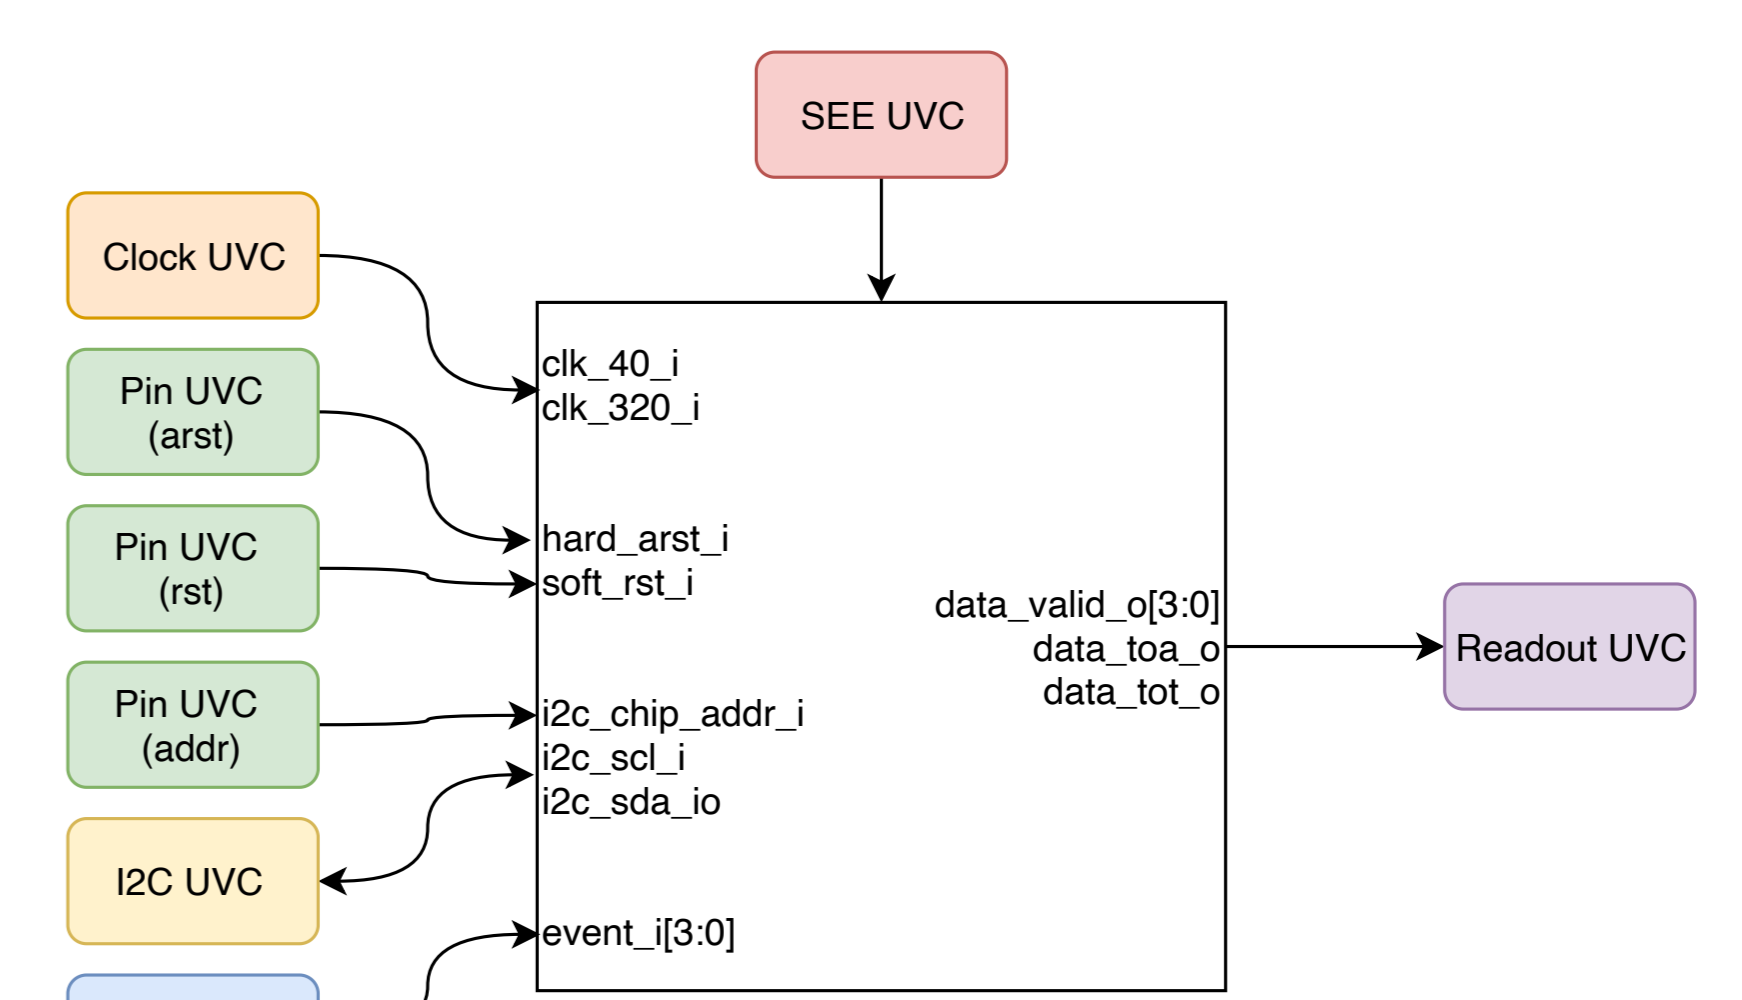 SEE UVC
Clock UVC
Pin UVC
(arst)
Pin UVC
(rst)
Pin UVC
(addr)
I2C UVC
clk_40_i
clk_320_i
hard_arst_i
soft_rst_i
i2c_chip_addr_i
i2c_scl_i
i2c_sda_io
event_i[3:0]
data_valid_o[3:0]
data_toa_o
data_tot_o
Readout UVC